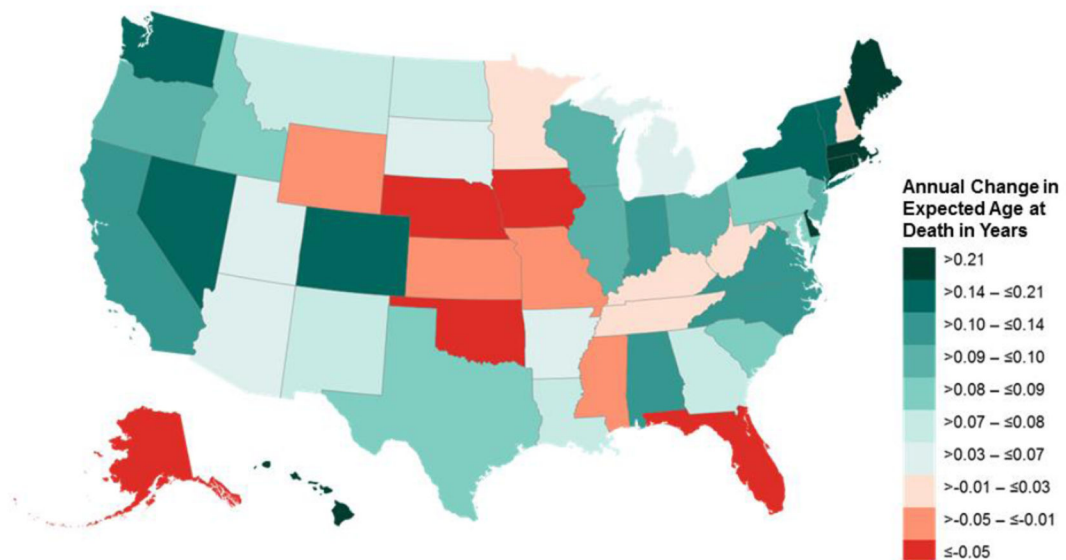 Annual Change in
Expected Age at
Death in Years
>0.21
>0.14 – ≤0.21
>0.10 – ≤0.14
>0.09 – ≤0.10
>0.08 – ≤0.09
>0.07 – ≤0.08
>0.03 – ≤0.07
>-0.01 – ≤0.03
>-0.05 – ≤-0.01
≤-0.05